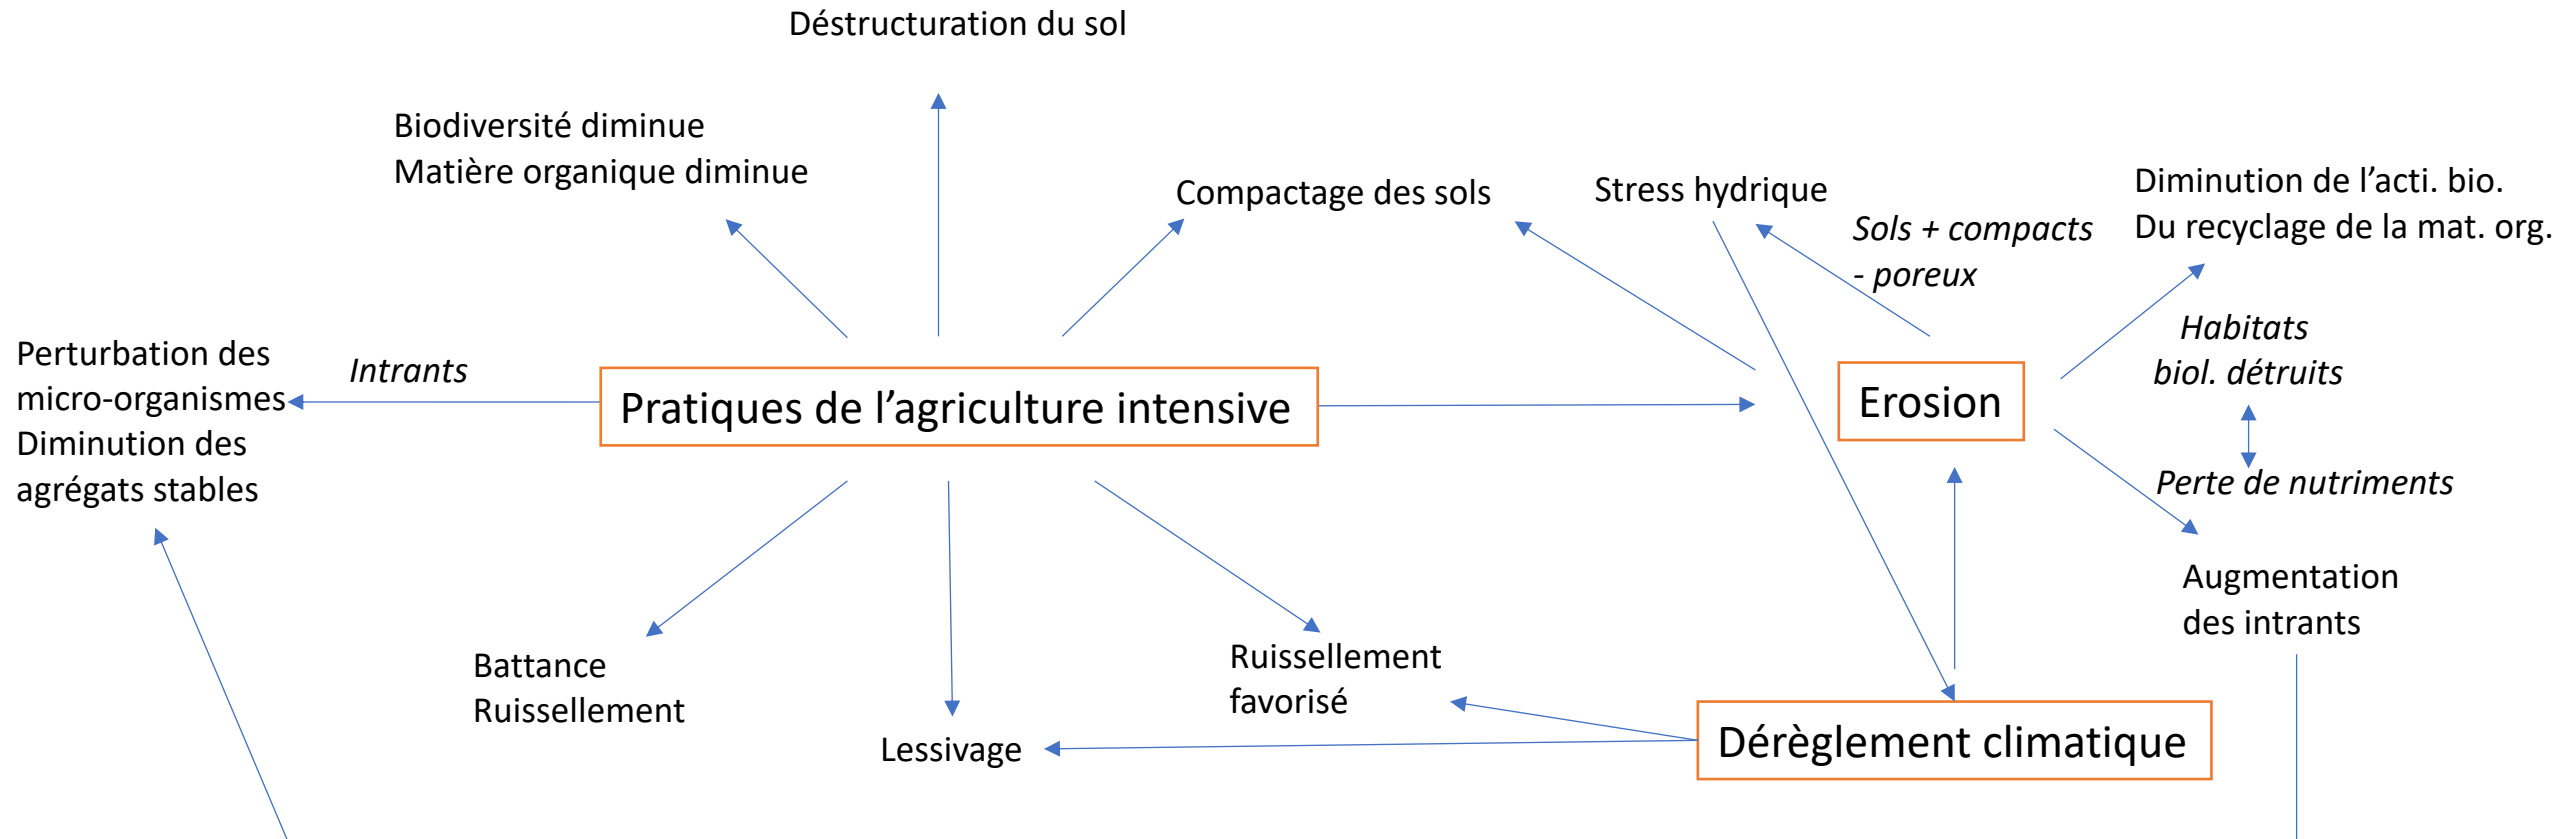 Déstructuration du sol
Biodiversité diminue
Matière organique diminue
Compactage des sols
Stress hydrique
Sols + compacts
- poreux
Diminution de l’acti. bio.
Du recyclage de la mat. org.
Perturbation des
micro-organismes
Diminution des
agrégats stables
Intrants
Pratiques de l’agriculture intensive
Erosion
Habitats
biol. détruits
Perte de nutriments
Augmentation
des intrants
Battance
Ruissellement
Lessivage
Ruissellement
favorisé
Dérèglement climatique